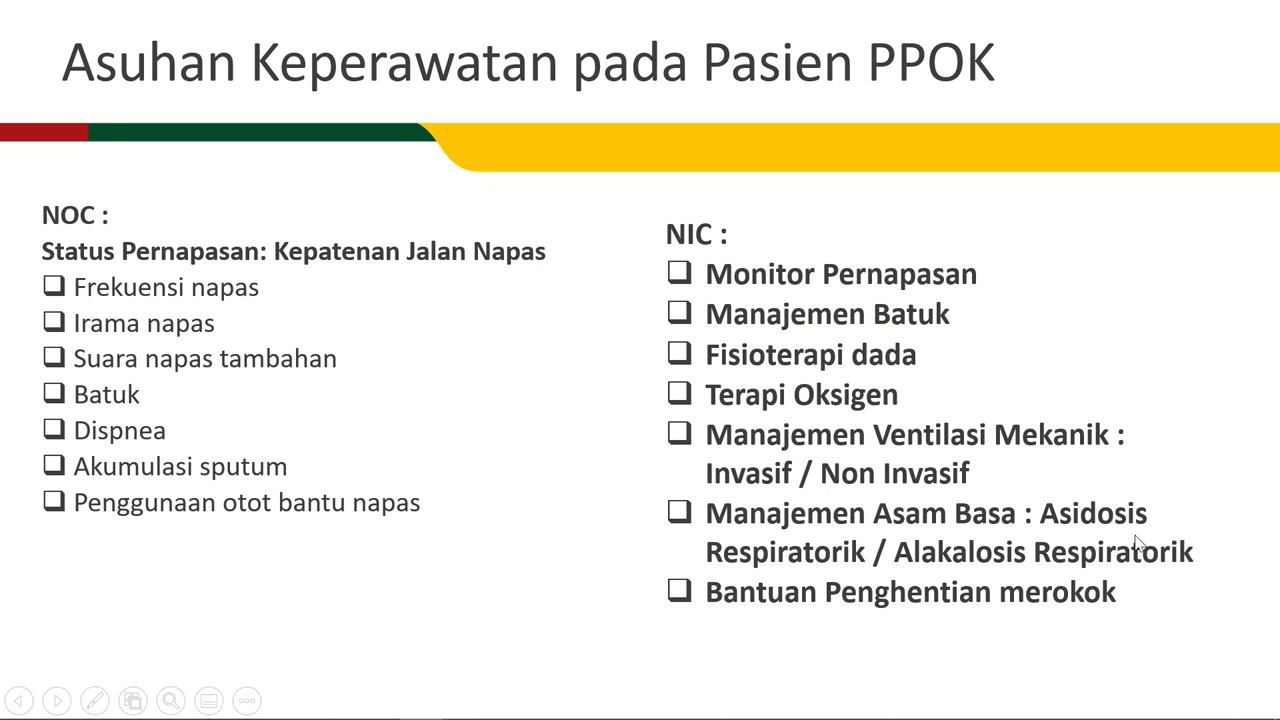 Asuhan Keperawatan pada Pasien PPOK
NOC :
Status Pernapasan: Kepatenan Jalan Napas
Frekuensi napas
Irama napas
Suara napas tambahan
Batuk
Dispnea
Akumulasi sputum
Penggunaan otot bantu napas
NIC :
Monitor Pernapasan
Manajemen Batuk
Fisioterapi dada
Terapi Oksigen
Manajemen Ventilasi Mekanik :
Invasif / Non Invasif
Manajemen Asam Basa : Asidosis
Respiratorik / Alakalosis Respiratorik
Bantuan Penghentian merokok